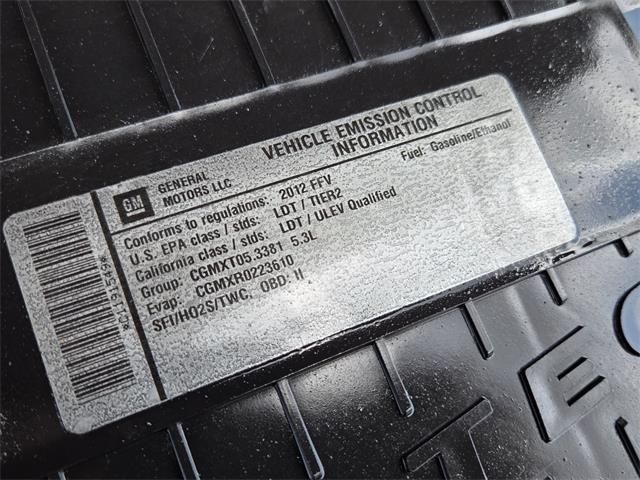 VEHICLE EMISSION CONTROL
INFORMATION
GM
GENERAL
MOTORS LLC
Fuel: Gasoline/Ethanol
Conforms to regulations: 2012 FFV
U.S. EPA class / stds: LDT / TIER2
California class / stds: LDT / ULEV Qualified
Group: CGMXT05.3381 5.3L
Evap: CGMXR0223610
SFI/HO2S/TWC, OBD: II
TEC